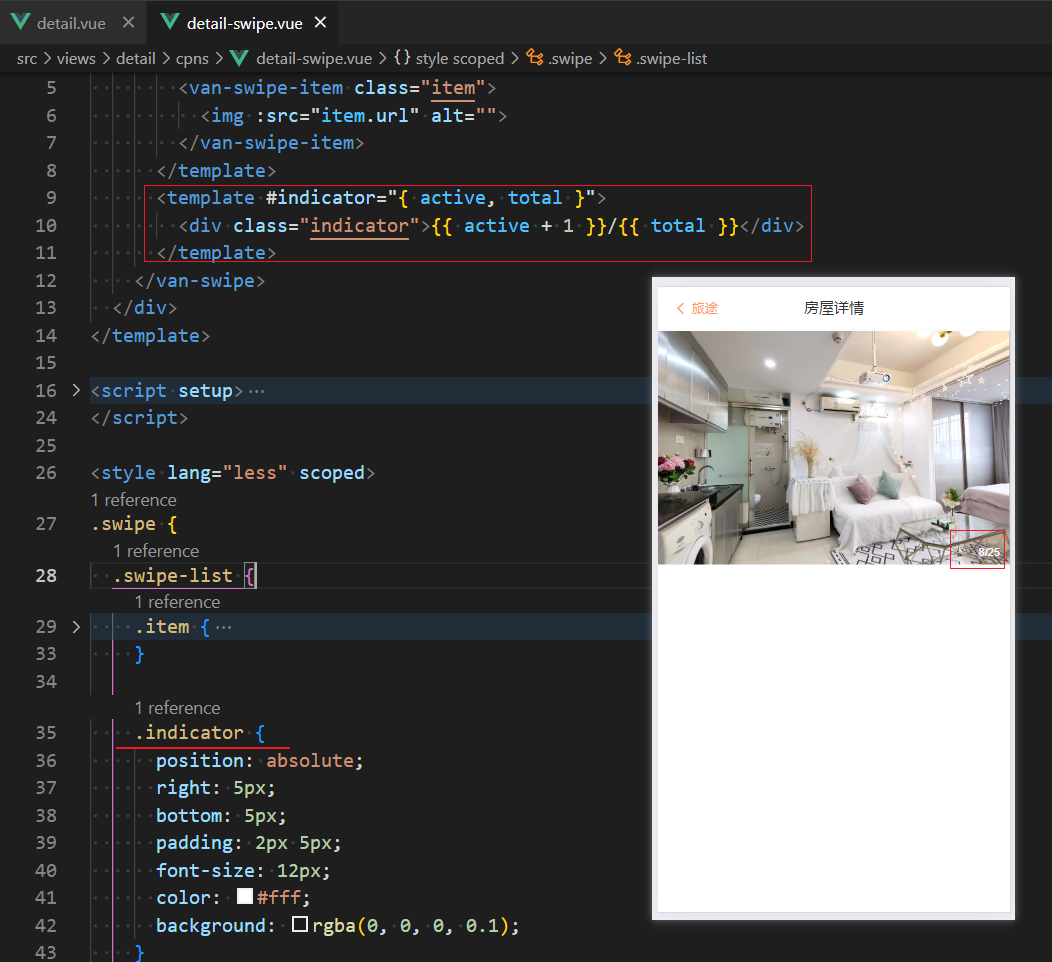 detail.vue
detail-swipe.vue
src > views > detail > cpns > detail-swipe.vue > {} style scoped > .swipe > .swipe-list
5 <van-swipe-item class="item">
6 <img :src="item.url" alt="">
7 </van-swipe-item>
8 </template>
9 <template #indicator="{ active, total }">
10 <div class="indicator">{{ active + 1 }}/{{ total }}</div>
11 </template>
12 </van-swipe>
13 </div>
14 </template>
15
16 <script setup>…
24 </script>
25
26 <style lang="less" scoped>
1 reference
27 .swipe {
1 reference
28 .swipe-list {
1 reference
29 .item {…
33 }
34
1 reference
35 .indicator {
36 position: absolute;
37 right: 5px;
38 bottom: 5px;
39 padding: 2px 5px;
40 font-size: 12px;
41 color: #fff;
42 background: rgba(0, 0, 0, 0.1);
43 }
旅途
房屋详情
8/25